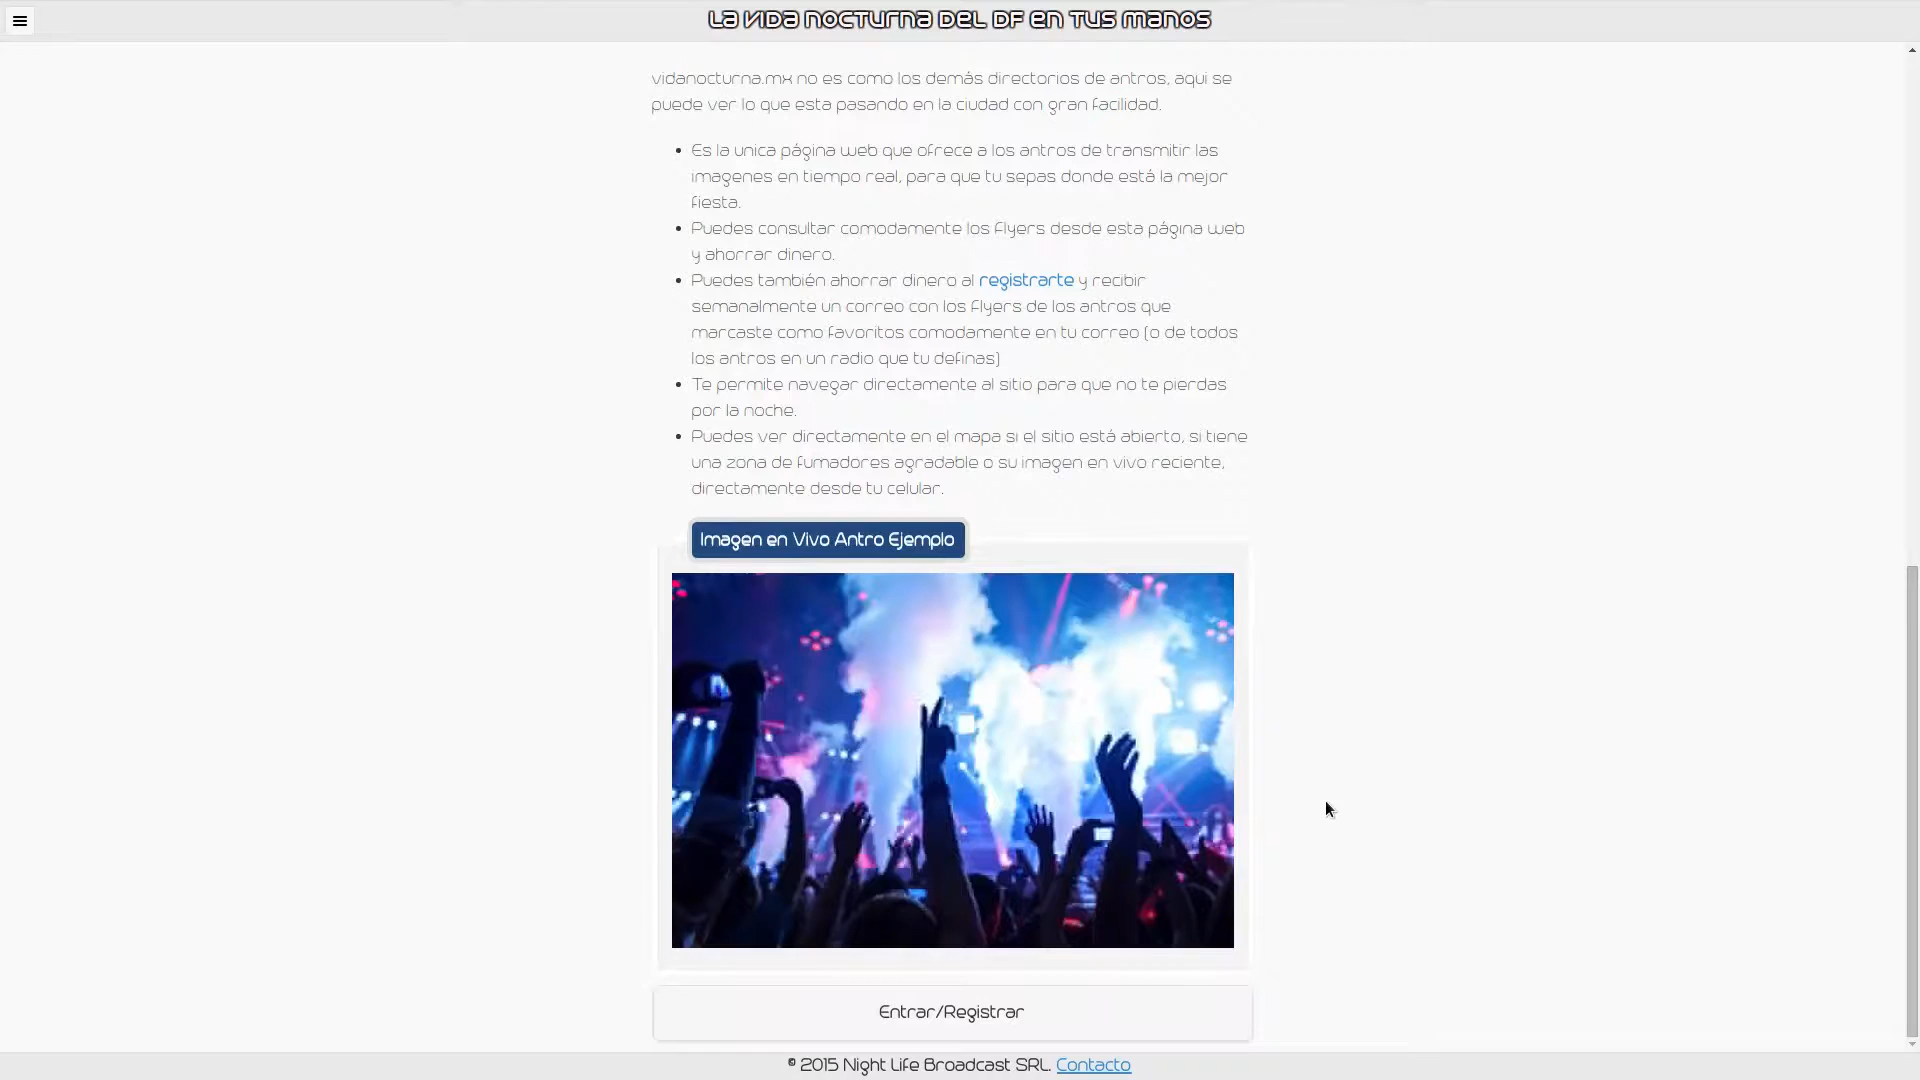 La vida nocturna del DF en tus manos
vidanocturna.mx no es como los demás directorios de antros, aqui se
puede ver lo que esta pasando en la ciudad con gran facilidad.
• Es la unica página web que ofrece a los antros de transmitir las
imagenes en tiempo real, para que tu sepas donde está la mejor
fiesta.
• Puedes consultar comodamente los flyers desde esta página web
y ahorrar dinero.
• Puedes también ahorrar dinero al registrarte y recibir
semanalmente un correo con los flyers de los antros que
marcaste como favoritos comodamente en tu correo (o de todos
los antros en un radio que tu definas)
• Te permite navegar directamente al sitio para que no te pierdas
por la noche.
• Puedes ver directamente en el mapa si el sitio está abierto, si tiene
una zona de fumadores agradable o su imagen en vivo reciente,
directamente desde tu celular.
Imagen en Vivo Antro Ejemplo
Entrar/Registrar
© 2015 Night Life Broadcast SRL. Contacto